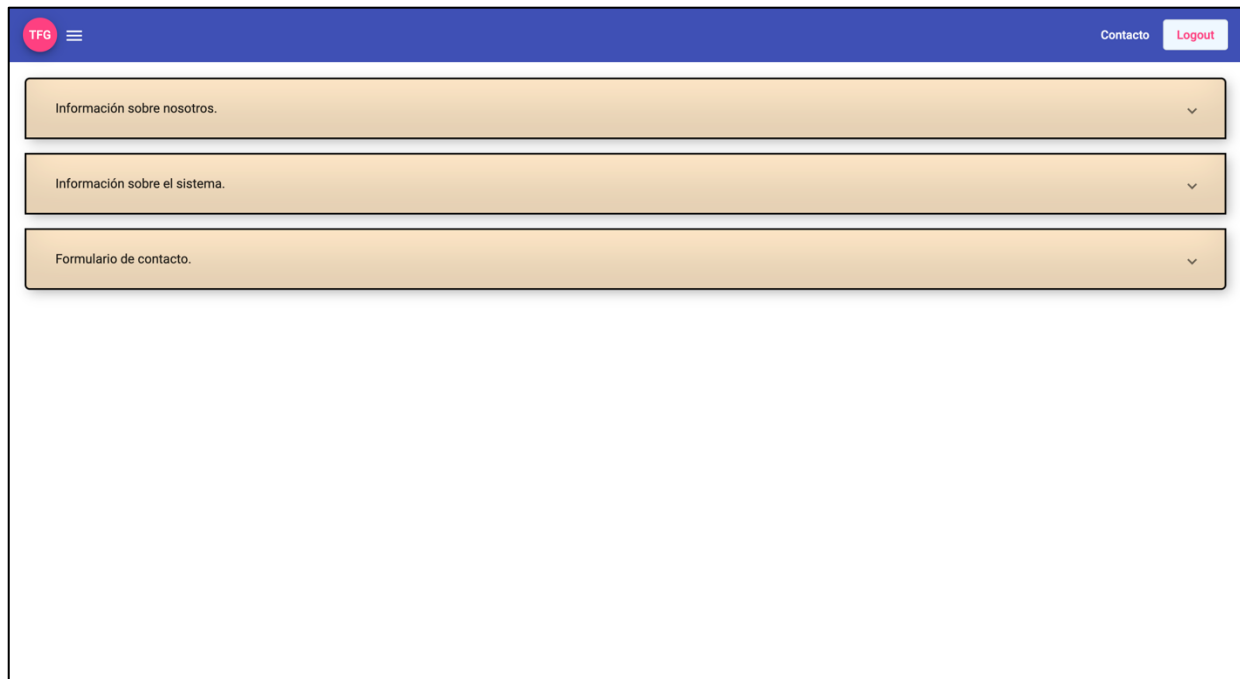 TFG
Contacto
Logout
Información sobre nosotros.
Información sobre el sistema.
Formulario de contacto.